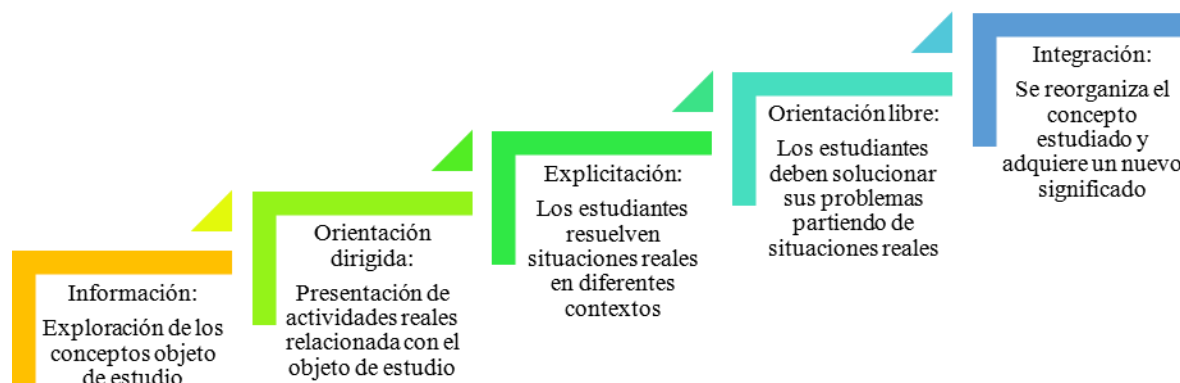 Información:
Exploración de los
conceptos objeto
de estudio
Orientación
dirigida:
Presentación de
actividades reales
relacionada con el
objeto de estudio
Explicitación:
Los estudiantes
resuelven
situaciones reales
en diferentes
contextos
Orientación libre:
Los estudiantes
deben solucionar
sus problemas
partiendo de
situaciones reales
Integración:
Se reorganiza el
concepto
estudiado y
adquiere un nuevo
significado